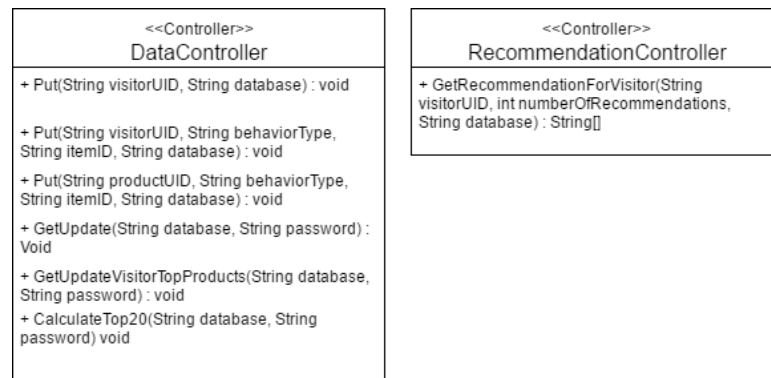 <<Controller>>
DataController
+ Put(String visitorUID, String database) : void
+ Put(String visitorUID, String behaviorType,
String itemID, String database) : void
+ Put(String productUID, String behaviorType,
String itemID, String database) : void
+ GetUpdate(String database, String password) :
Void
+ GetUpdateVisitorTopProducts(String database,
String password) : void
+ CalculateTop20(String database, String
password) void
<<Controller>>
RecommendationController
+ GetRecommendationForVisitor(String
visitorUID, int numberOfRecommendations,
String database) : String[]